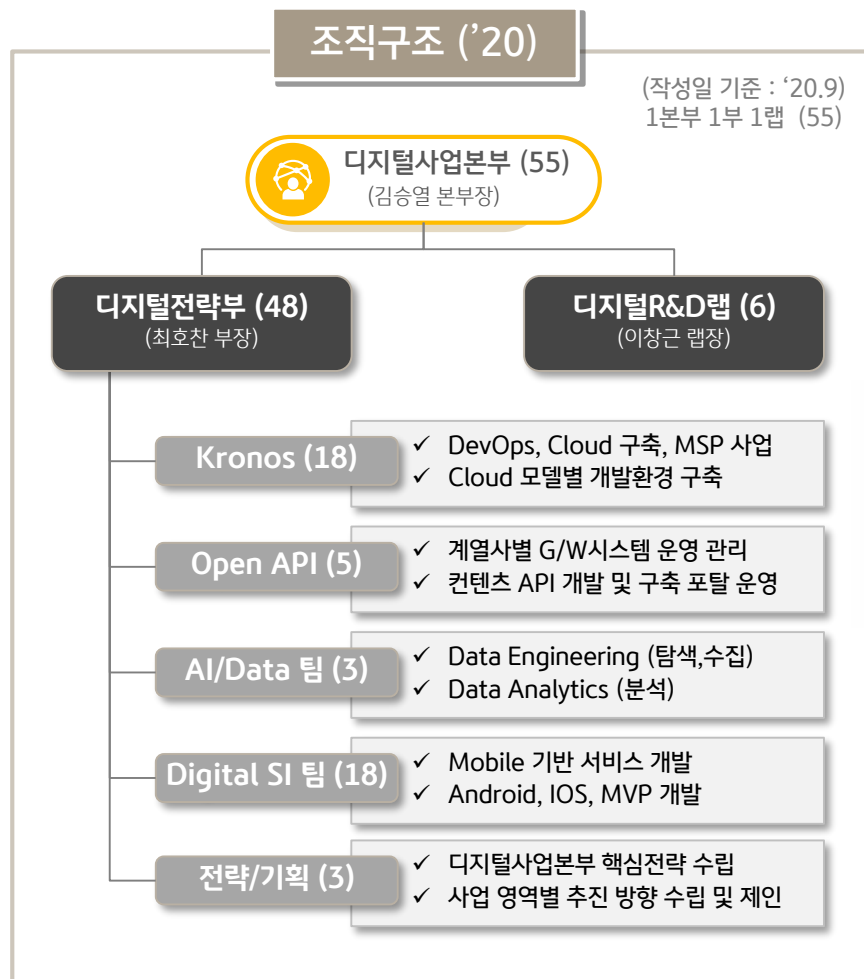 조직구조 (’20)
(작성일 기준 : ‘20.9)
1본부 1부 1랩 (55)
디지털사업본부 (55)
(김승열 본부장)
디지털전략부 (48)
(최호찬 부장)
디지털R&D랩 (6)
(이창근 랩장)
Kronos (18)
✓ DevOps, Cloud 구축, MSP 사업
✓ Cloud 모델별 개발환경 구축
Open API (5)
✓ 계열사별 G/W시스템 운영 관리
✓ 컨텐츠 API 개발 및 구축 포탈 운영
AI/Data 팀 (3)
✓ Data Engineering (탐색,수집)
✓ Data Analytics (분석)
Digital SI 팀 (18)
✓ Mobile 기반 서비스 개발
✓ Android, IOS, MVP 개발
전략/기획 (3)
✓ 디지털사업본부 핵심전략 수립
✓ 사업 영역별 추진 방향 수립 및 제인